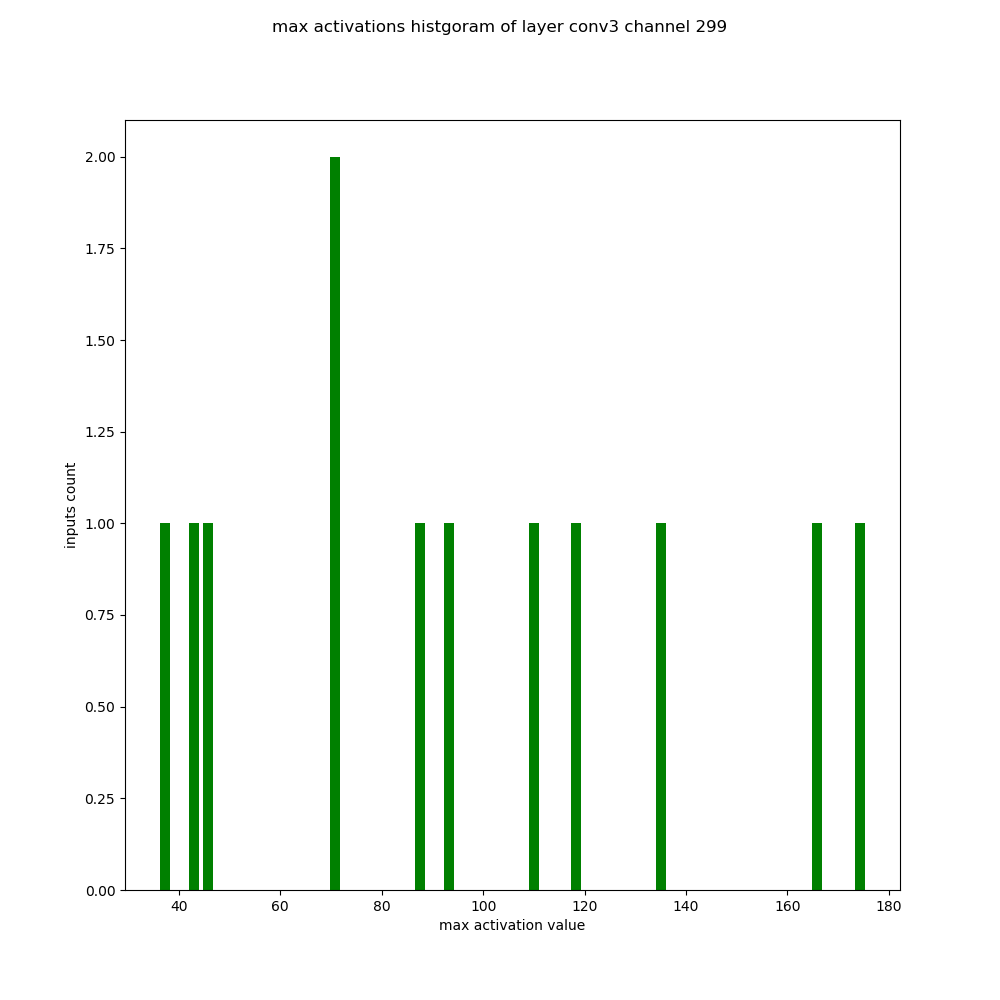 max activations histgoram of layer conv3 channel 299
2.00
1.75
1.50
1.25
1.00
0.75
0.50
0.25
0.00
inputs count
40 60 80 100 120 140 160 180
max activation value